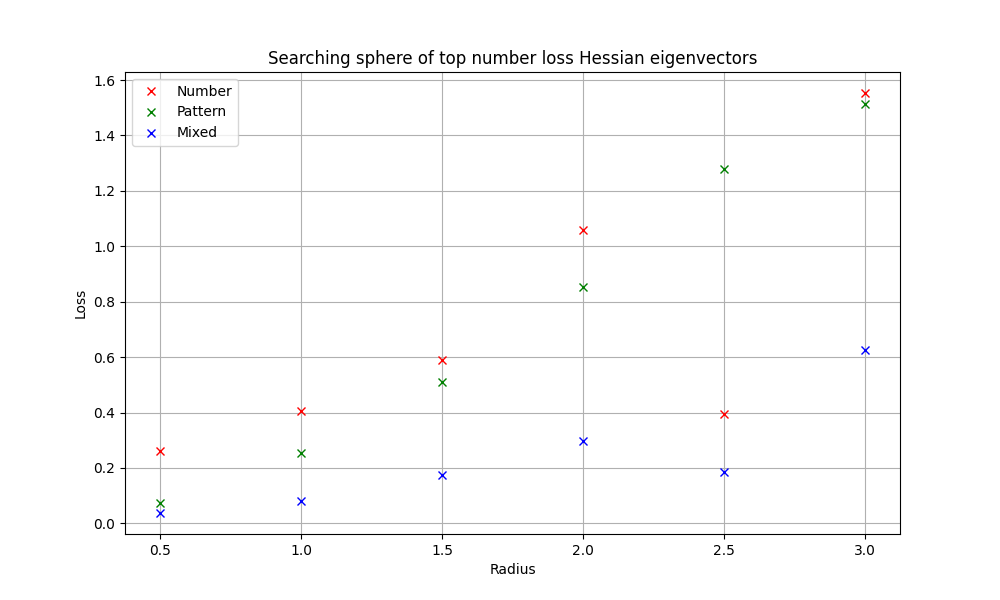 Searching sphere of top number loss Hessian eigenvectors
Number
Pattern
Mixed
1.6
1.4
1.2
1.0
0.8
0.6
0.4
0.2
0.0
Loss
0.5 1.0 1.5 2.0 2.5 3.0
Radius